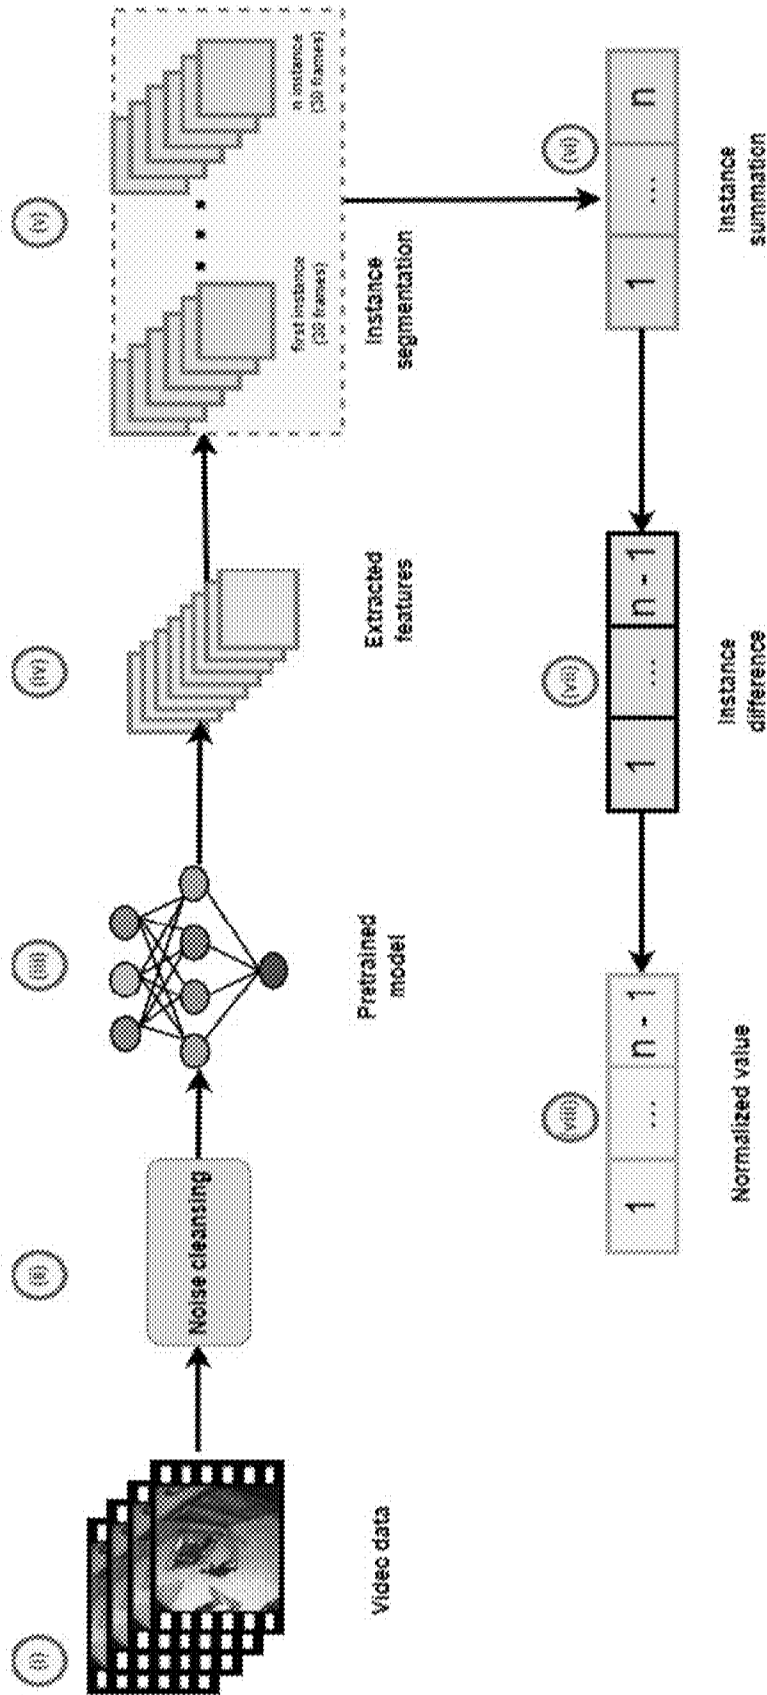 (i)
Video data
(ii)
Noise cleansing
(iii)
Pretrained
model
(iv)
Extracted
features
(v)
first instance
(30 frames)
n instance
(30 frames)
Instance
segmentation
(vi)
1
...
n
Instance
summation
(vii)
1
...
n - 1
Instance
difference
(viii)
1
...
n - 1
Normalized value